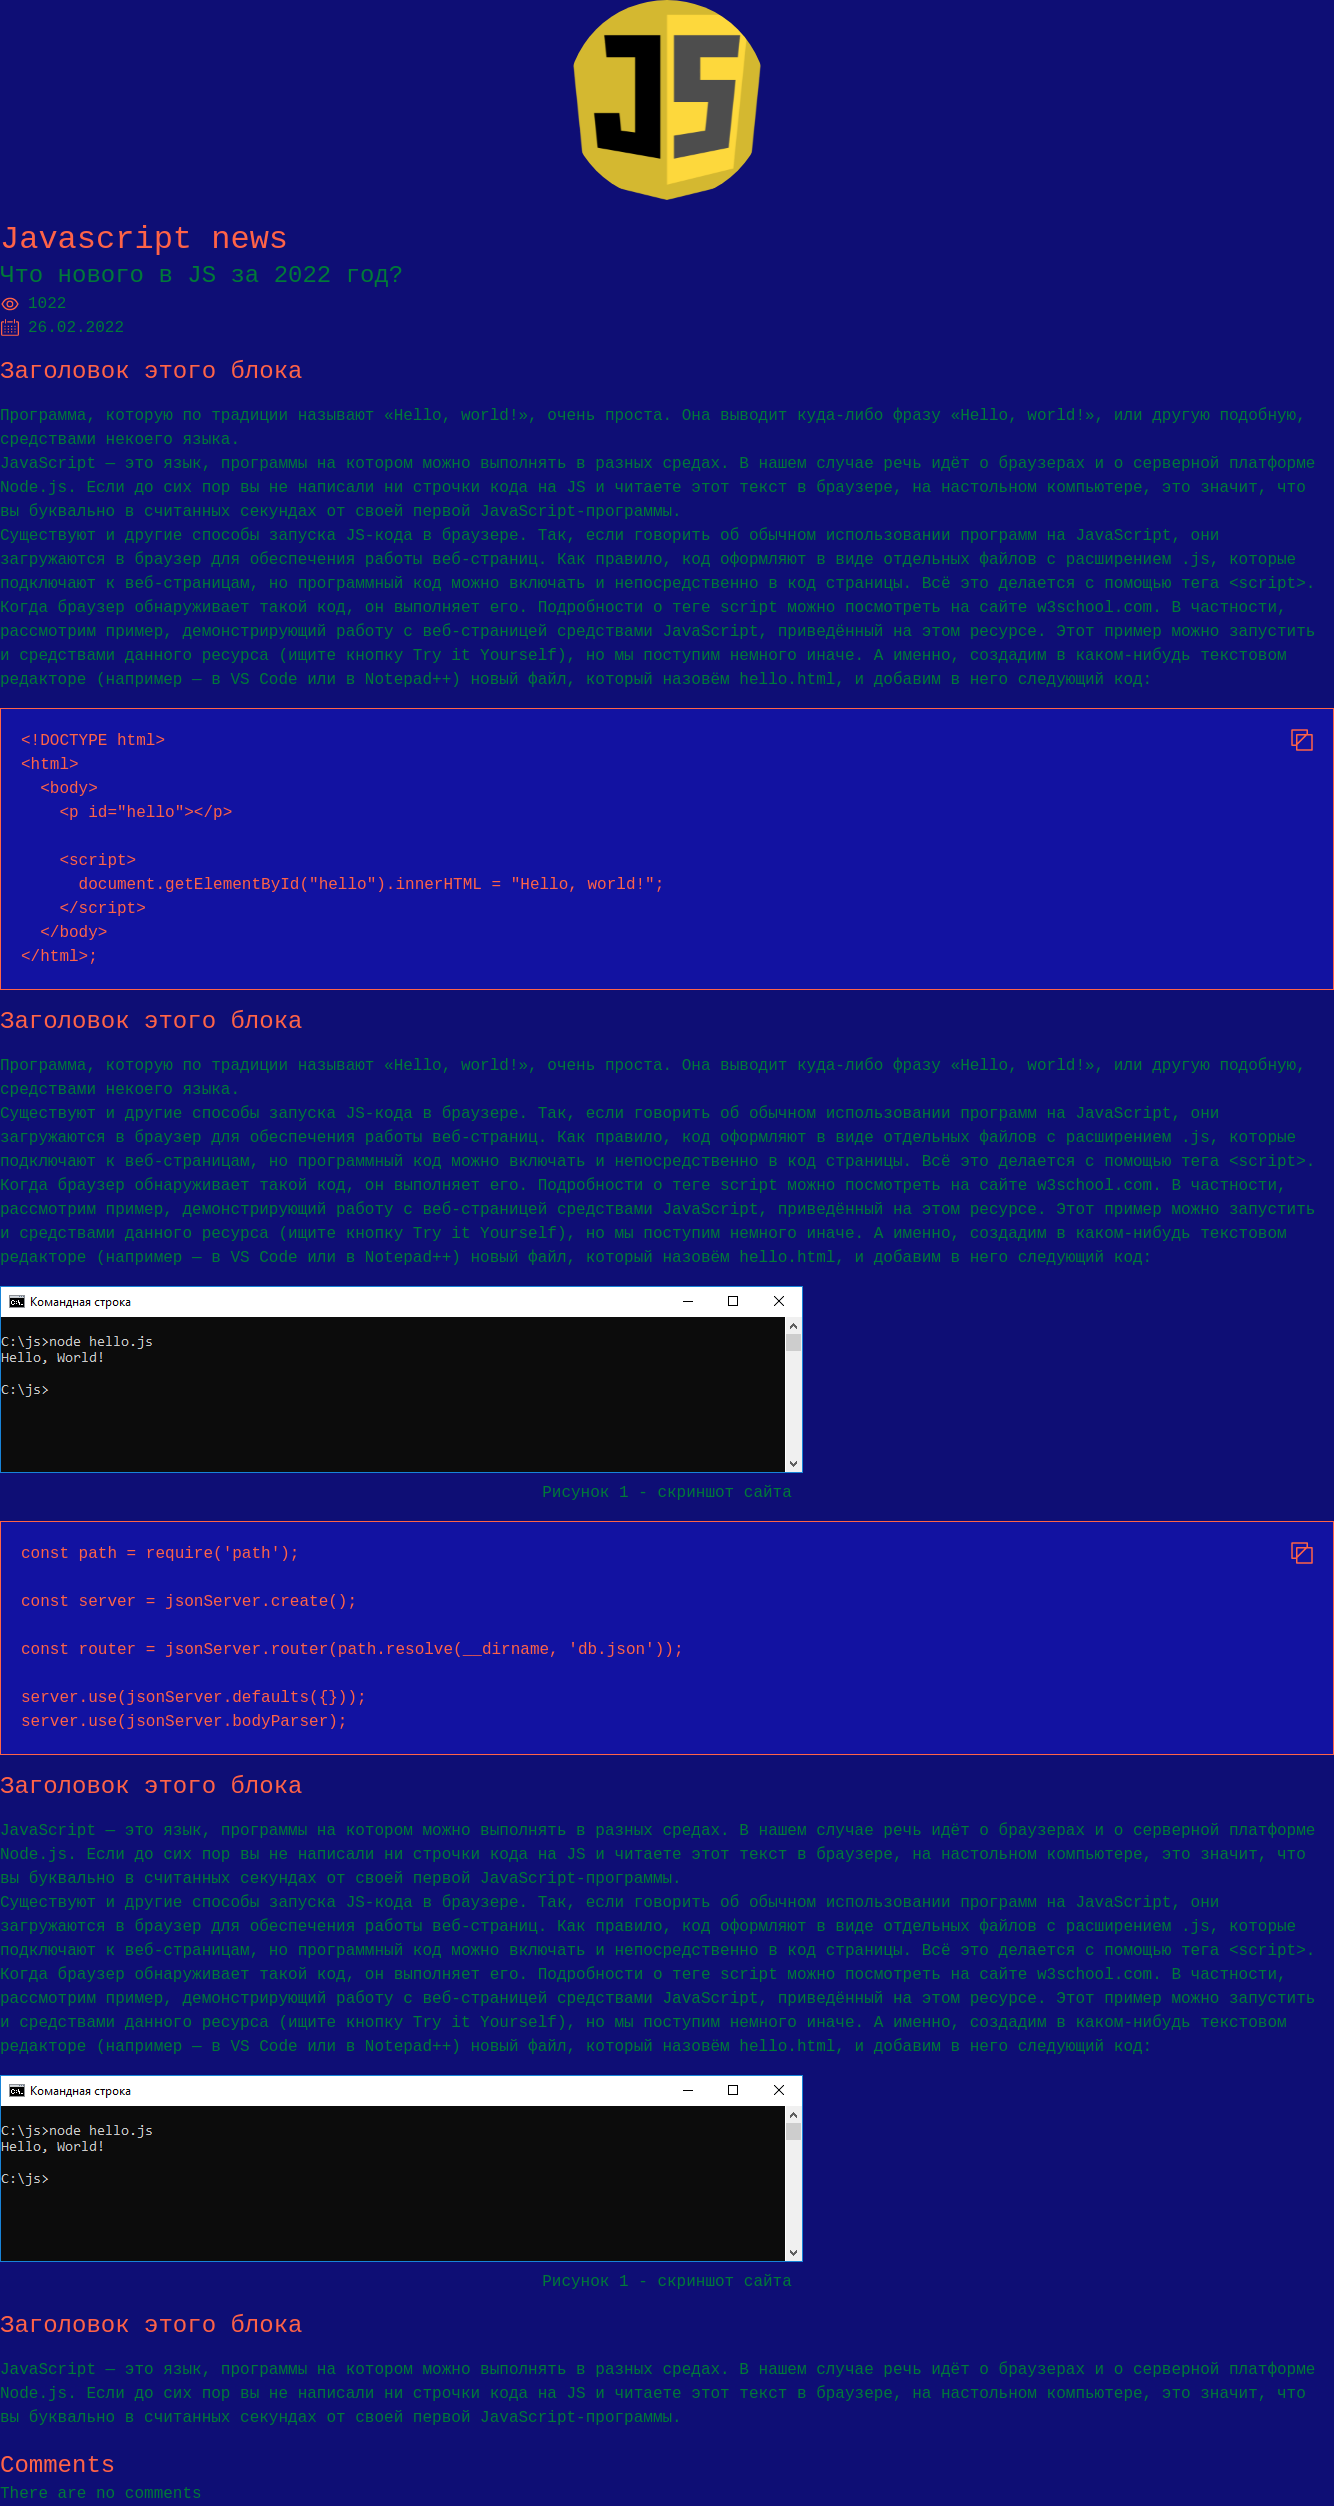 JS
Javascript news
Что нового в JS за 2022 год?
1022
26.02.2022
Заголовок этого блока
Программа, которую по традиции называют «Hello, world!», очень проста. Она выводит куда-либо фразу «Hello, world!», или другую подобную,
средствами некоего языка.
JavaScript — это язык, программы на котором можно выполнять в разных средах. В нашем случае речь идёт о браузерах и о серверной платформе
Node.js. Если до сих пор вы не написали ни строчки кода на JS и читаете этот текст в браузере, на настольном компьютере, это значит, что
вы буквально в считанных секундах от своей первой JavaScript-программы.
Существуют и другие способы запуска JS-кода в браузере. Так, если говорить об обычном использовании программ на JavaScript, они
загружаются в браузер для обеспечения работы веб-страниц. Как правило, код оформляют в виде отдельных файлов с расширением .js, которые
подключают к веб-страницам, но программный код можно включать и непосредственно в код страницы. Всё это делается с помощью тега <script>.
Когда браузер обнаруживает такой код, он выполняет его. Подробности о теге script можно посмотреть на сайте w3school.com. В частности,
рассмотрим пример, демонстрирующий работу с веб-страницей средствами JavaScript, приведённый на этом ресурсе. Этот пример можно запустить
и средствами данного ресурса (ищите кнопку Try it Yourself), но мы поступим немного иначе. А именно, создадим в каком-нибудь текстовом
редакторе (например — в VS Code или в Notepad++) новый файл, который назовём hello.html, и добавим в него следующий код:
<!DOCTYPE html>
<html>
  <body>
    <p id="hello"></p>

    <script>
      document.getElementById("hello").innerHTML = "Hello, world!";
    </script>
  </body>
</html>;
Заголовок этого блока
Программа, которую по традиции называют «Hello, world!», очень проста. Она выводит куда-либо фразу «Hello, world!», или другую подобную,
средствами некоего языка.
Существуют и другие способы запуска JS-кода в браузере. Так, если говорить об обычном использовании программ на JavaScript, они
загружаются в браузер для обеспечения работы веб-страниц. Как правило, код оформляют в виде отдельных файлов с расширением .js, которые
подключают к веб-страницам, но программный код можно включать и непосредственно в код страницы. Всё это делается с помощью тега <script>.
Когда браузер обнаруживает такой код, он выполняет его. Подробности о теге script можно посмотреть на сайте w3school.com. В частности,
рассмотрим пример, демонстрирующий работу с веб-страницей средствами JavaScript, приведённый на этом ресурсе. Этот пример можно запустить
и средствами данного ресурса (ищите кнопку Try it Yourself), но мы поступим немного иначе. А именно, создадим в каком-нибудь текстовом
редакторе (например — в VS Code или в Notepad++) новый файл, который назовём hello.html, и добавим в него следующий код:
Командная строка
C:\js>node hello.js
Hello, World!
C:\js>
Рисунок 1 - скриншот сайта
const path = require('path');

const server = jsonServer.create();

const router = jsonServer.router(path.resolve(__dirname, 'db.json'));

server.use(jsonServer.defaults({}));
server.use(jsonServer.bodyParser);
Заголовок этого блока
JavaScript — это язык, программы на котором можно выполнять в разных средах. В нашем случае речь идёт о браузерах и о серверной платформе
Node.js. Если до сих пор вы не написали ни строчки кода на JS и читаете этот текст в браузере, на настольном компьютере, это значит, что
вы буквально в считанных секундах от своей первой JavaScript-программы.
Существуют и другие способы запуска JS-кода в браузере. Так, если говорить об обычном использовании программ на JavaScript, они
загружаются в браузер для обеспечения работы веб-страниц. Как правило, код оформляют в виде отдельных файлов с расширением .js, которые
подключают к веб-страницам, но программный код можно включать и непосредственно в код страницы. Всё это делается с помощью тега <script>.
Когда браузер обнаруживает такой код, он выполняет его. Подробности о теге script можно посмотреть на сайте w3school.com. В частности,
рассмотрим пример, демонстрирующий работу с веб-страницей средствами JavaScript, приведённый на этом ресурсе. Этот пример можно запустить
и средствами данного ресурса (ищите кнопку Try it Yourself), но мы поступим немного иначе. А именно, создадим в каком-нибудь текстовом
редакторе (например — в VS Code или в Notepad++) новый файл, который назовём hello.html, и добавим в него следующий код:
Командная строка
C:\js>node hello.js
Hello, World!
C:\js>
Рисунок 1 - скриншот сайта
Заголовок этого блока
JavaScript — это язык, программы на котором можно выполнять в разных средах. В нашем случае речь идёт о браузерах и о серверной платформе
Node.js. Если до сих пор вы не написали ни строчки кода на JS и читаете этот текст в браузере, на настольном компьютере, это значит, что
вы буквально в считанных секундах от своей первой JavaScript-программы.
Comments
There are no comments